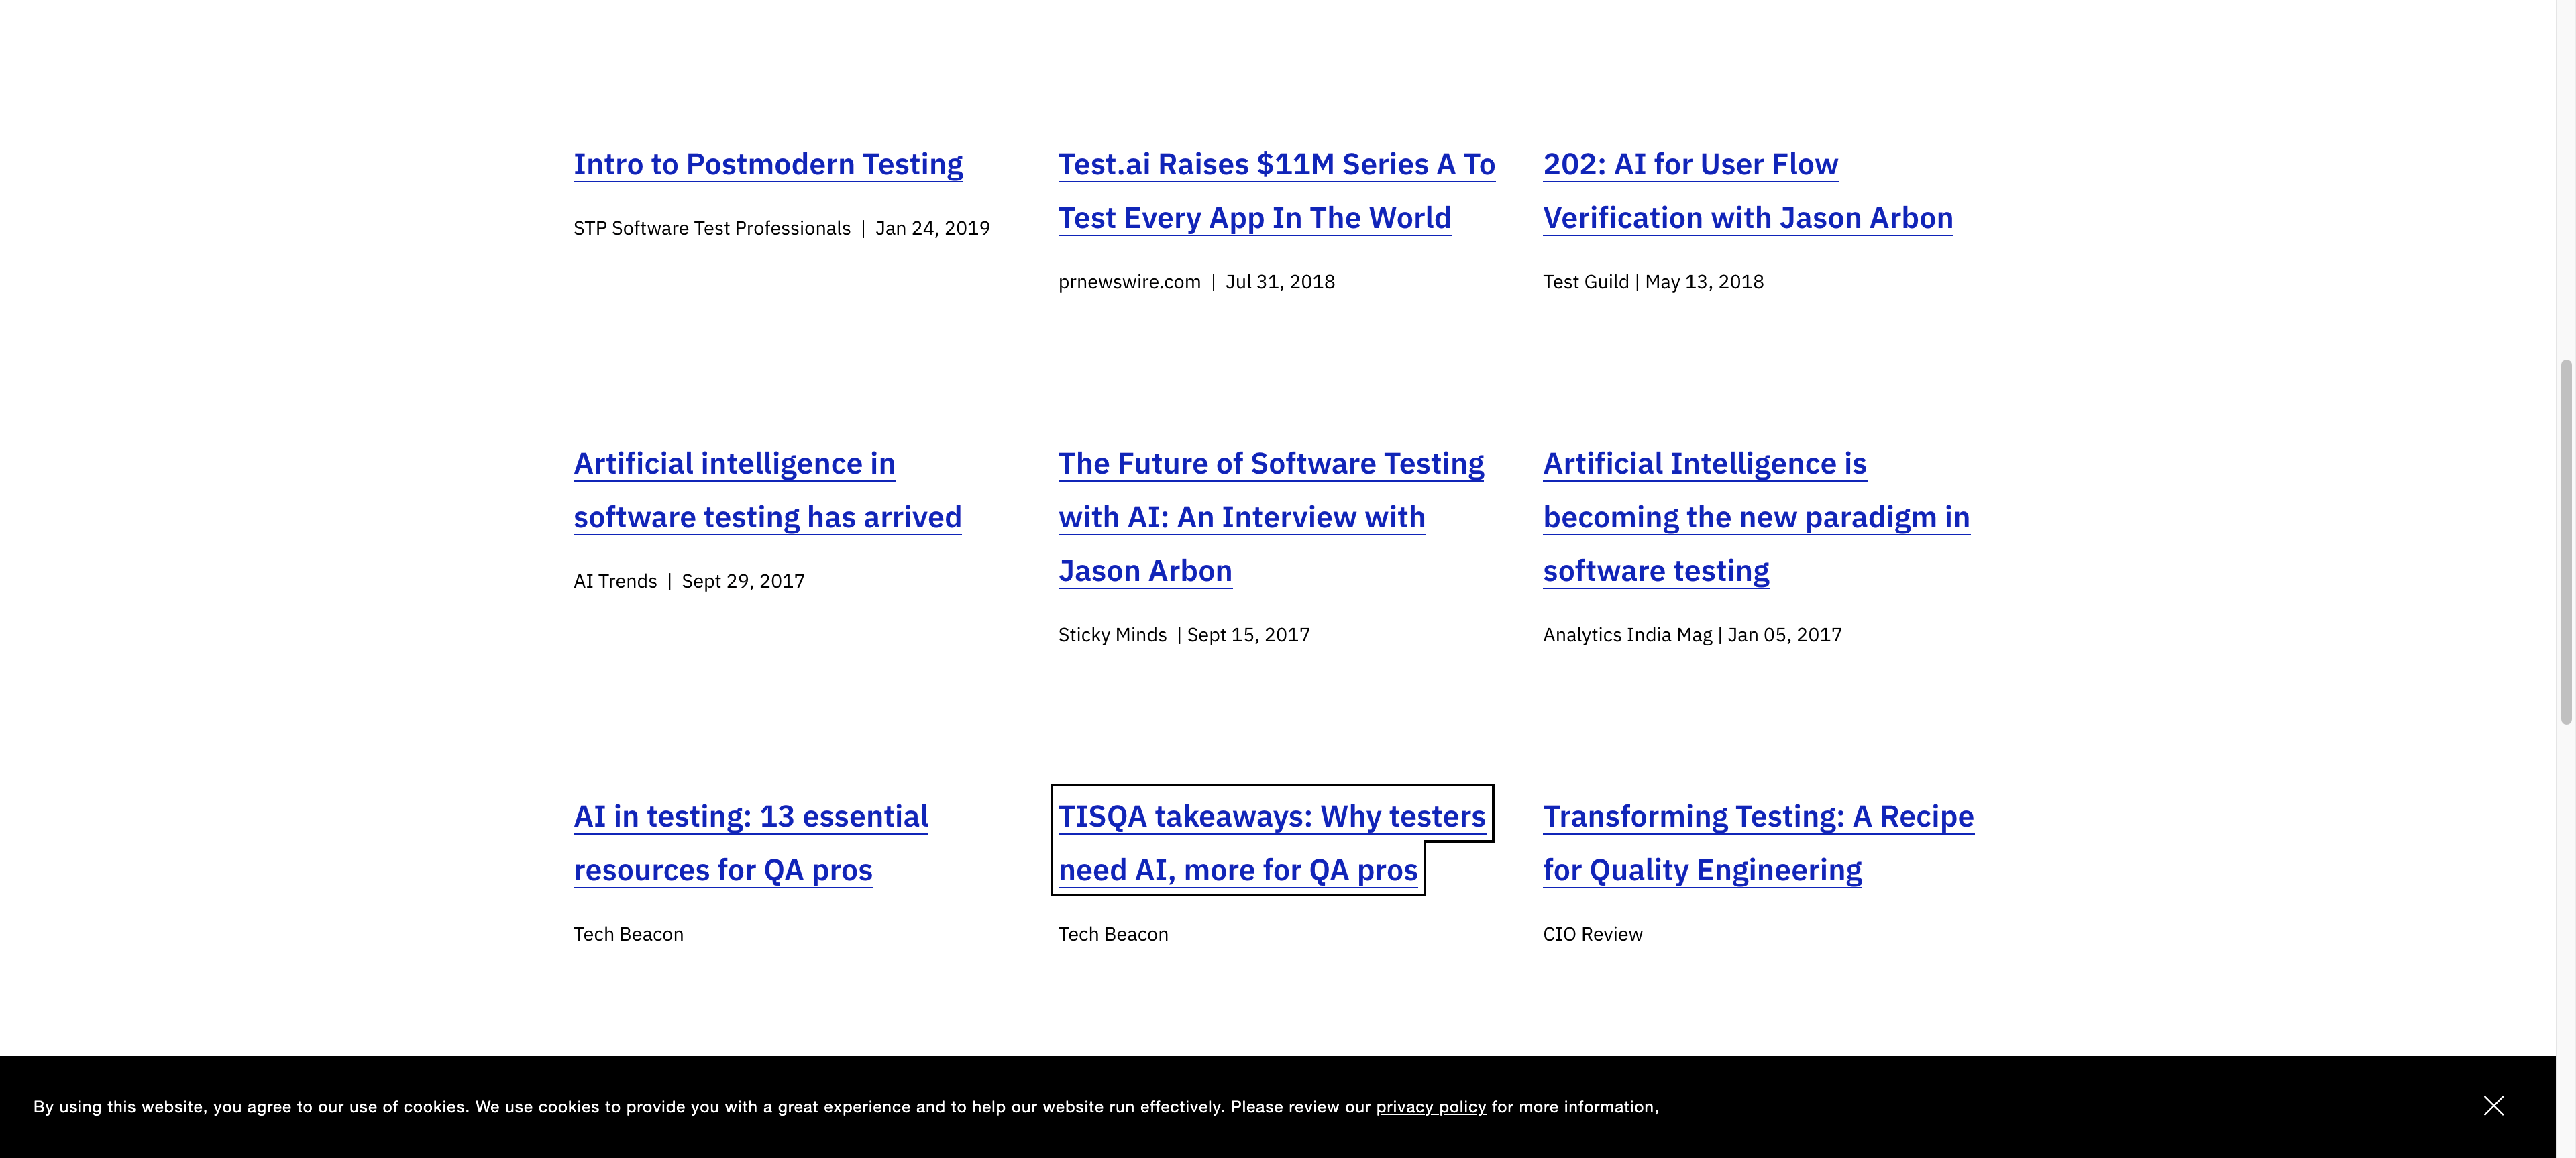 Intro to Postmodern Testing
STP Software Test Professionals | Jan 24, 2019
Test.ai Raises $11M Series A To
Test Every App In The World
prnewswire.com | Jul 31, 2018
202: AI for User Flow
Verification with Jason Arbon
Test Guild | May 13, 2018
Artificial intelligence in
software testing has arrived
AI Trends | Sept 29, 2017
The Future of Software Testing
with AI: An Interview with
Jason Arbon
Sticky Minds | Sept 15, 2017
Artificial Intelligence is
becoming the new paradigm in
software testing
Analytics India Mag | Jan 05, 2017
AI in testing: 13 essential
resources for QA pros
Tech Beacon
TISQA takeaways: Why testers
need AI, more for QA pros
Tech Beacon
Transforming Testing: A Recipe
for Quality Engineering
CIO Review
By using this website, you agree to our use of cookies. We use cookies to provide you with a great experience and to help our website run effectively. Please review our privacy policy for more information,